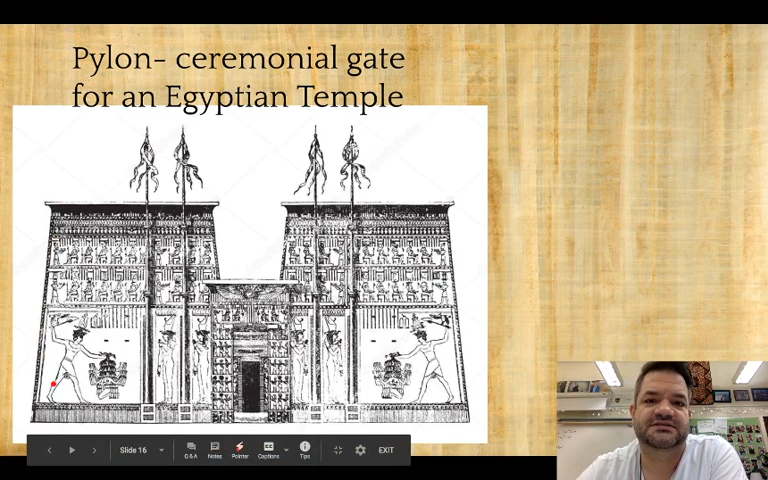 Pylon- ceremonial gate
for an Egyptian Temple
Slide 16
Q&A
Notes
Pointer
Captions
Tips
EXIT